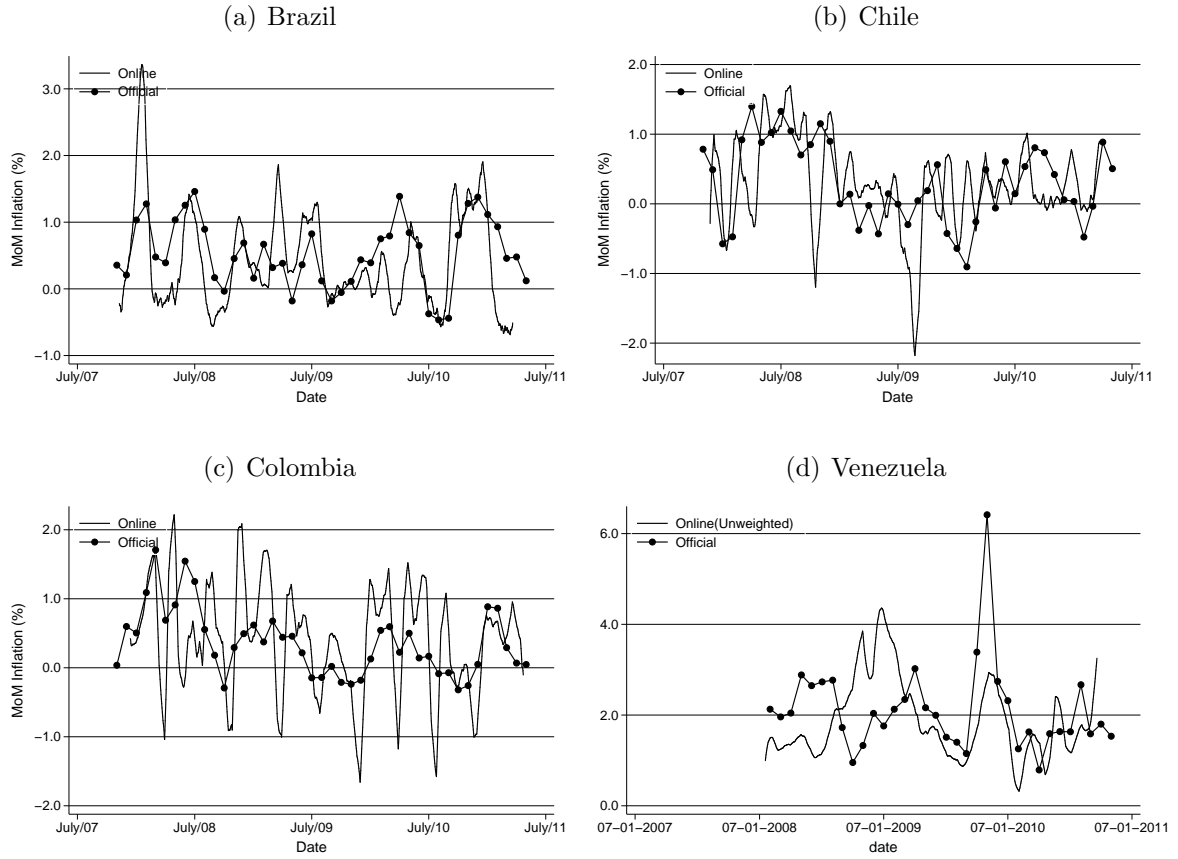 (a) Brazil
Online
Official
3.0
2.0
1.0
0.0
−1.0
MoM Inflation (%)
July/07 July/08 July/09 July/10 July/11
Date
(b) Chile
Online
Official
2.0
1.0
0.0
−1.0
−2.0
MoM Inflation (%)
July/07 July/08 July/09 July/10 July/11
Date
(c) Colombia
Online
Official
2.0
1.0
0.0
−1.0
−2.0
MoM Inflation (%)
July/07 July/08 July/09 July/10 July/11
Date
(d) Venezuela
Online(Unweighted)
Official
6.0
4.0
2.0
0.0
07−01−2007 07−01−2008 07−01−2009 07−01−2010 07−01−2011
date